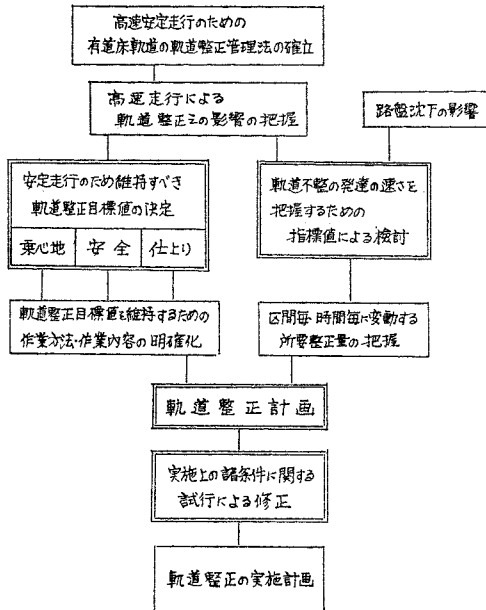 高速安定走行のための
有道床軌道の軌道整正管理法の確立
高速走行による
軌道整正えの影響の把握
路盤沈下の影響
安定走行のため維持すべき
軌道整正目標値の決定
乗心地
安全
仕上り
軌道不整の発達の速さを
把握するための
指標値による検討
軌道整正目標値を維持するための
作業方法・作業内容の明確化
区間毎・時間毎に変動する
所要整正量の把握
軌道整正計画
実施上の諸条件に関する
試行による修正
軌道整正の実施計画